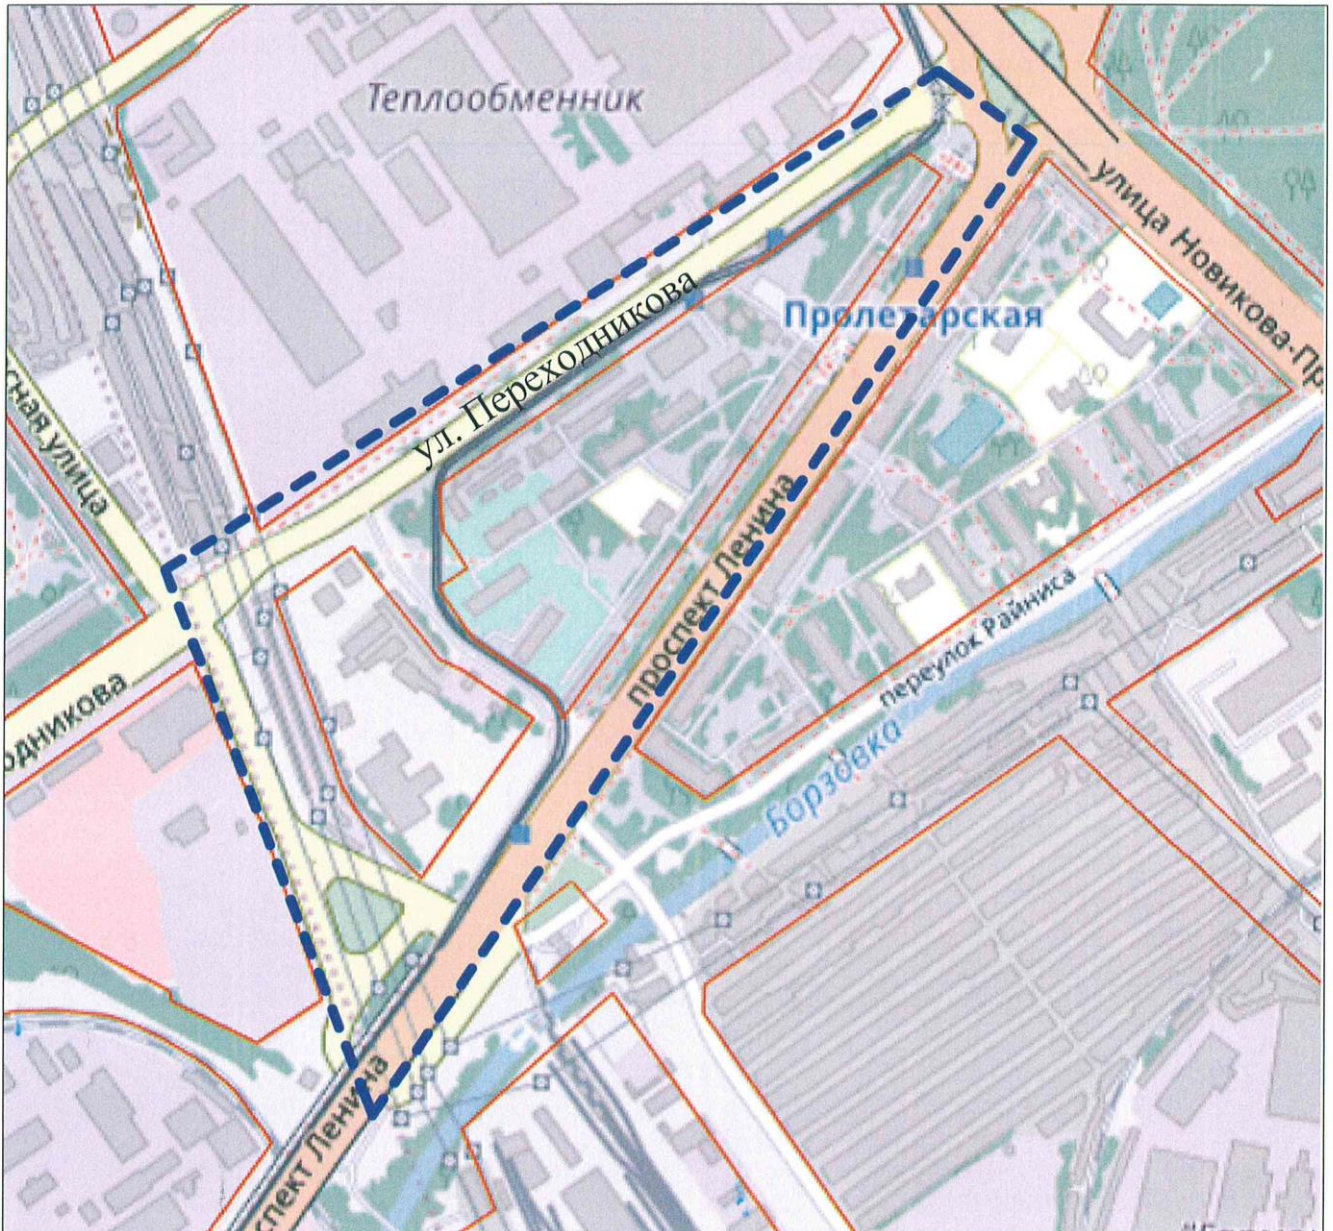 Теплообменник
улица Новикова-Пр
Пролетарская
ул. Переходникова
сная улица
проспект Ленина
переулок Райниса
одникова
Борзовка
спект Ленина